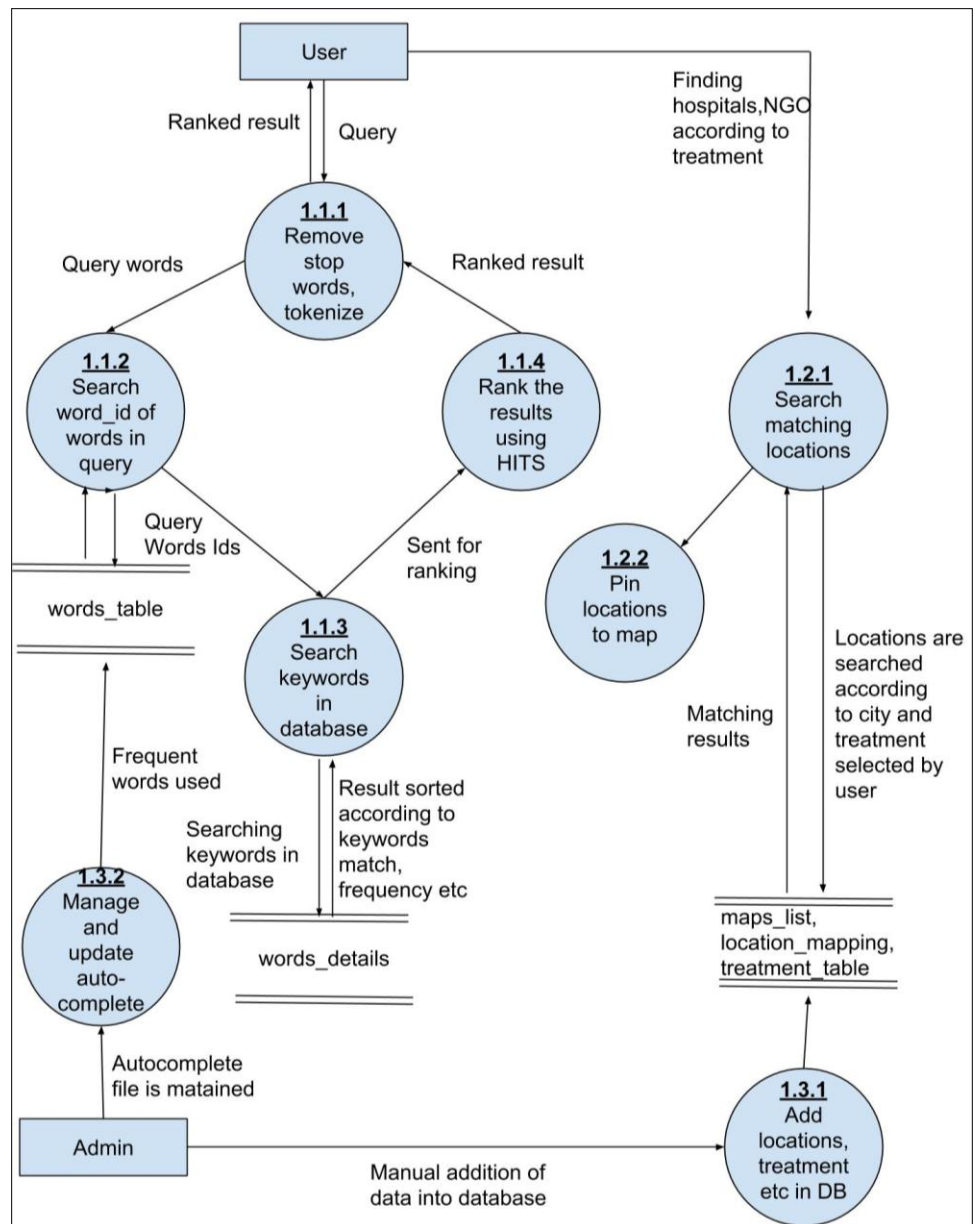 User
Finding
hospitals,NGO
according to
treatment
Ranked result
Query
1.1.1
Remove
stop
words,
tokenize
Query words
Ranked result
1.1.2
Search
word_id of
words in
query
1.1.4
Rank the
results
using
HITS
1.2.1
Search
matching
locations
Query
Words Ids
Sent for
ranking
1.2.2
Pin
locations
to map
words_table
1.1.3
Search
keywords
in
database
Locations are
searched
according
to city and
treatment
selected by
user
Matching
results
Frequent
words used
Searching
keywords in
database
Result sorted
according to
keywords
match,
frequency etc
1.3.2
Manage
and
update
auto-
complete
words_details
maps_list,
location_mapping,
treatment_table
Autocomplete
file is matained
1.3.1
Add
locations,
treatment
etc in DB
Admin
Manual addition of
data into database